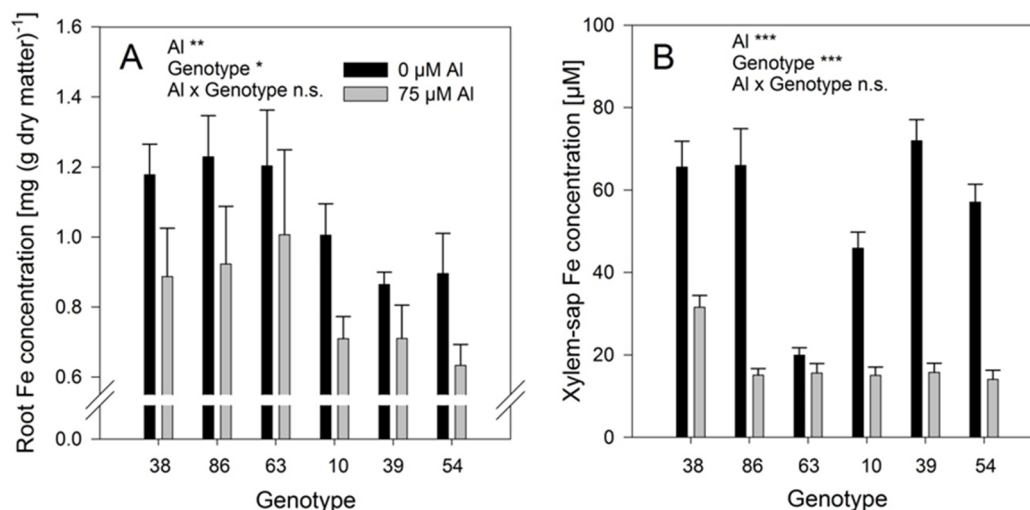 A
Al **
Genotype *
Al x Genotype n.s.
0 µM Al
75 µM Al
Root Fe concentration [mg (g dry matter)⁻¹]
1.6
1.4
1.2
1.0
0.8
0.6
0.0
38 86 63 10 39 54
Genotype
B
Al ***
Genotype ***
Al x Genotype n.s.
Xylem-sap Fe concentration [µM]
100
80
60
40
20
0
38 86 63 10 39 54
Genotype